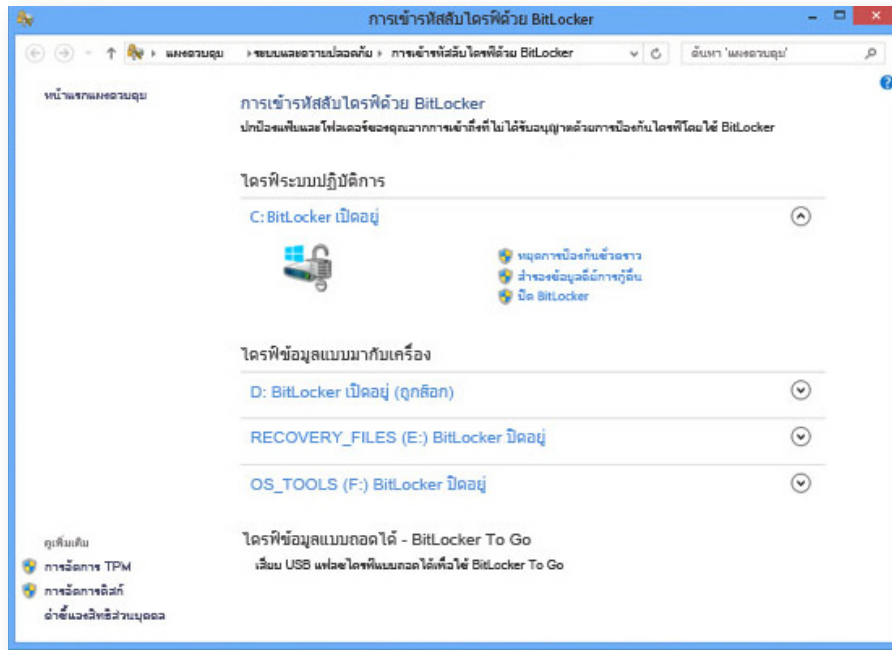 การเข้ารหัสลับไดรฟ์ด้วย BitLocker
แผงควบคุม
ระบบและความปลอดภัย
การเข้ารหัสลับไดรฟ์ด้วย BitLocker
ค้นหา 'แผงควบคุม'
หน้าแรกแผงควบคุม
การเข้ารหัสลับไดรฟ์ด้วย BitLocker
ปกป้องแฟ้มและโฟลเดอร์ของคุณจากการเข้าถึงที่ไม่ได้รับอนุญาตด้วยการป้องกันไดรฟ์โดยใช้ BitLocker
ไดรฟ์ระบบปฏิบัติการ
C: BitLocker เปิดอยู่
หยุดการป้องกันชั่วคราว
สำรองข้อมูลคีย์การกู้คืน
ปิด BitLocker
ไดรฟ์ข้อมูลแบบมากับเครื่อง
D: BitLocker เปิดอยู่ (ถูกล็อก)
RECOVERY_FILES (E:) BitLocker ปิดอยู่
OS_TOOLS (F:) BitLocker ปิดอยู่
ไดรฟ์ข้อมูลแบบถอดได้ - BitLocker To Go
เสียบ USB แฟลชไดรฟ์แบบถอดได้เพื่อใช้ BitLocker To Go
ดูเพิ่มเติม
การจัดการ TPM
การจัดการดิสก์
คำชี้แจงสิทธิส่วนบุคคล